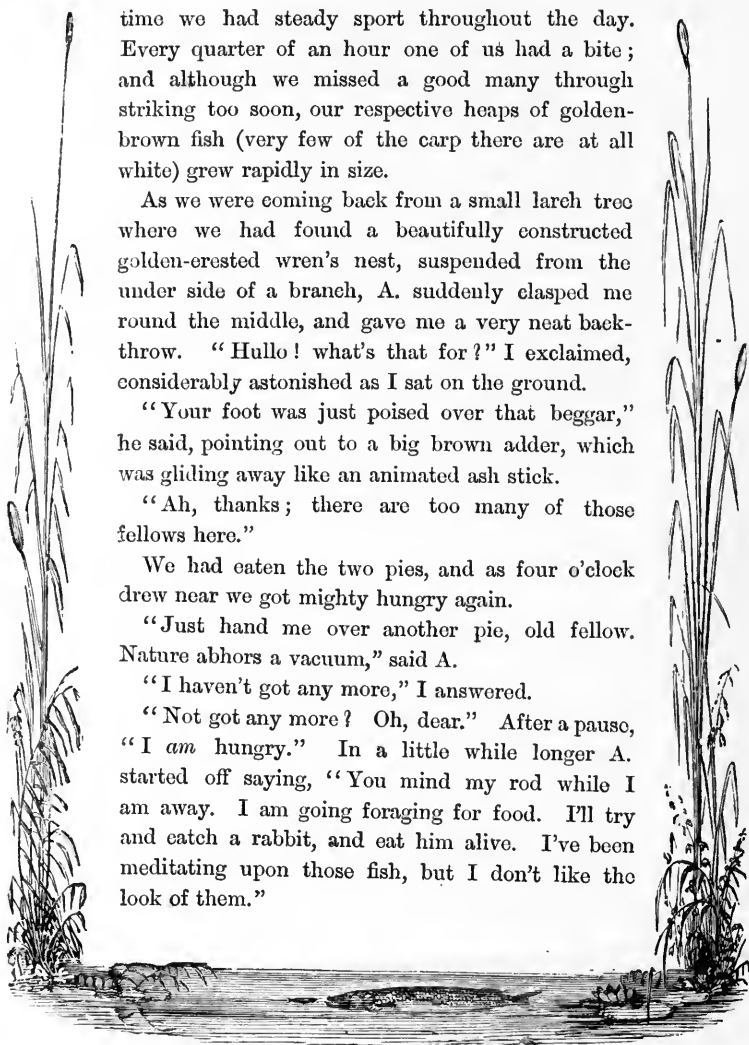 time we had steady sport throughout the day.
Every quarter of an hour one of us had a bite;
and although we missed a good many through
striking too soon, our respective heaps of golden-
brown fish (very few of the carp there are at all
white) grew rapidly in size.
As we were coming back from a small larch tree
where we had found a beautifully constructed
golden-crested wren's nest, suspended from the
under side of a branch, A. suddenly clasped me
round the middle, and gave me a very neat back-
throw. "Hullo! what's that for?" I exclaimed,
considerably astonished as I sat on the ground.
"Your foot was just poised over that beggar,"
he said, pointing out to a big brown adder, which
was gliding away like an animated ash stick.
"Ah, thanks; there are too many of those
fellows here."
We had eaten the two pies, and as four o'clock
drew near we got mighty hungry again.
"Just hand me over another pie, old fellow.
Nature abhors a vacuum," said A.
"I haven't got any more," I answered.
"Not got any more? Oh, dear." After a pause,
"I am hungry." In a little while longer A.
started off saying, "You mind my rod while I
am away. I am going foraging for food. I'll try
and catch a rabbit, and eat him alive. I've been
meditating upon those fish, but I don't like the
look of them."